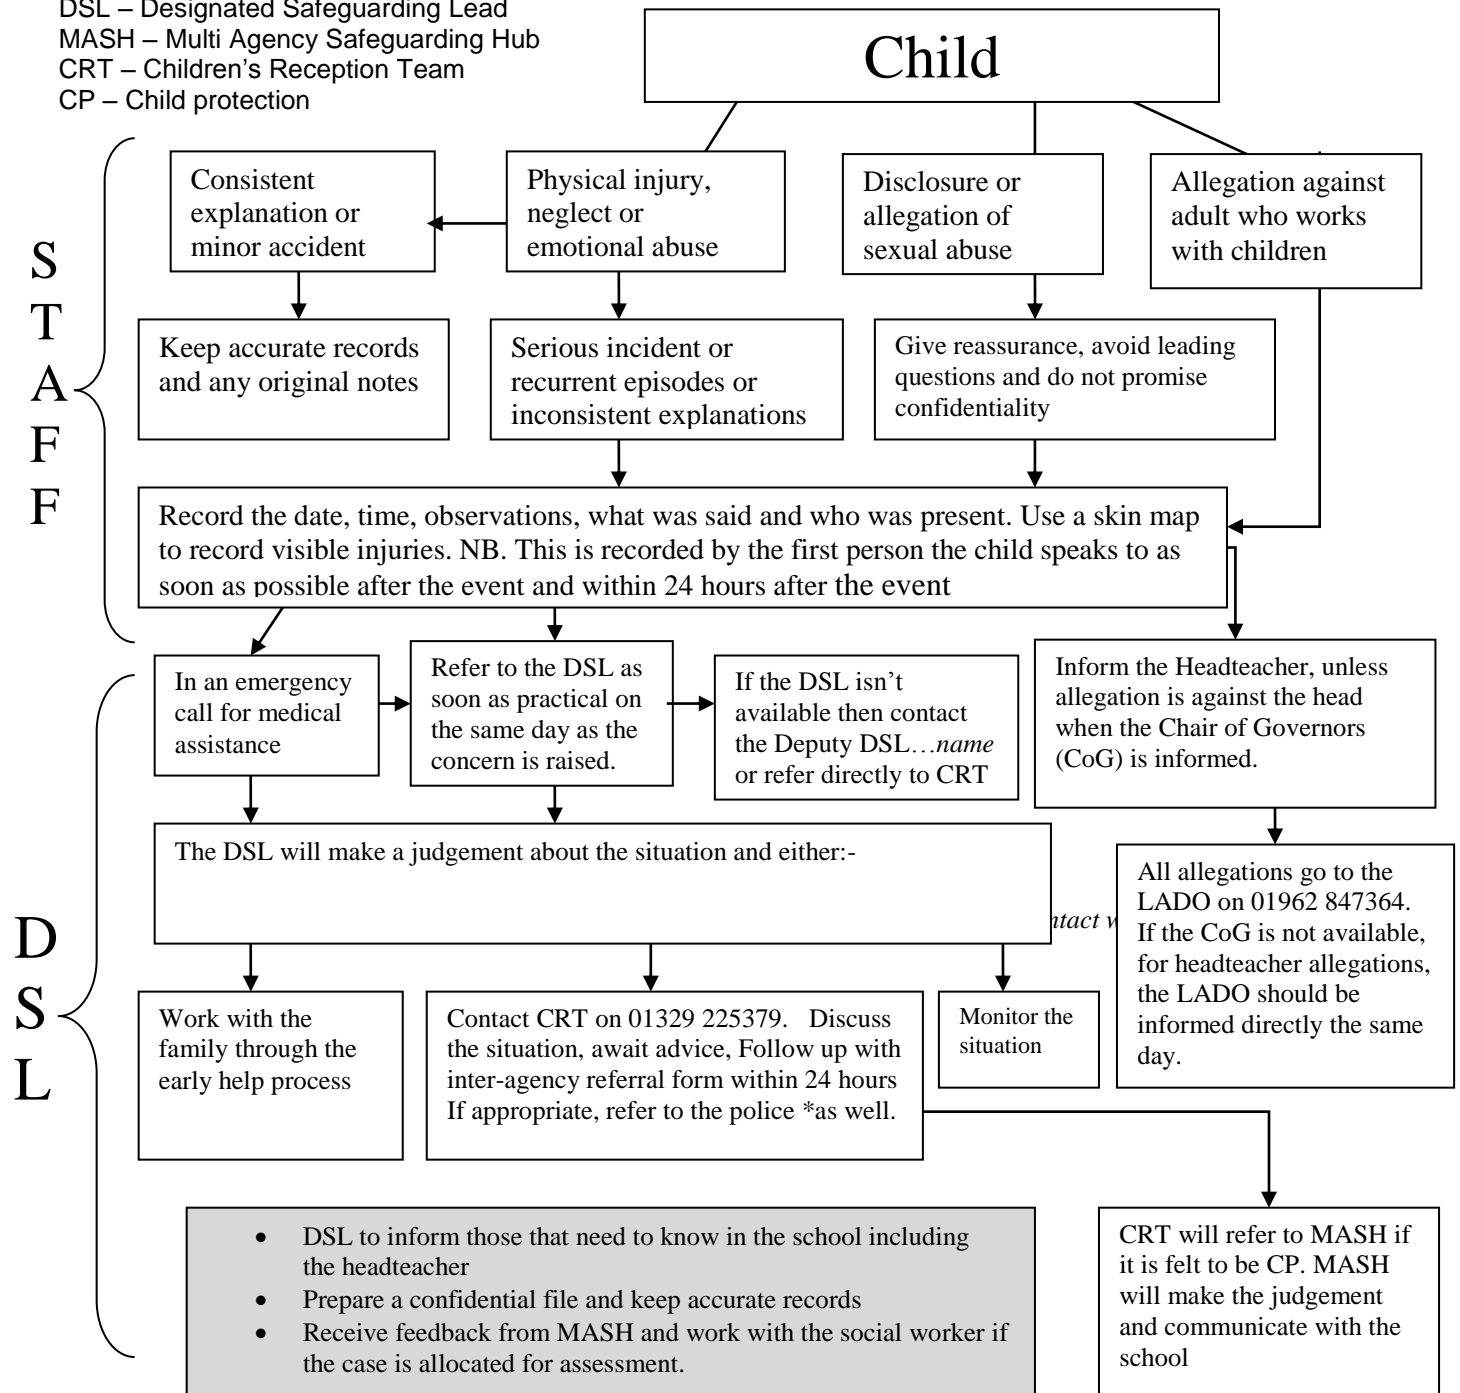 DSL – Designated Safeguarding Lead
MASH – Multi Agency Safeguarding Hub
CRT – Children's Reception Team
CP – Child protection
Child
S
T
A
F
F
Consistent
explanation or
minor accident
Physical injury,
neglect or
emotional abuse
Disclosure or
allegation of
sexual abuse
Allegation against
adult who works
with children
Keep accurate records
and any original notes
Serious incident or
recurrent episodes or
inconsistent explanations
Give reassurance, avoid leading
questions and do not promise
confidentiality
Record the date, time, observations, what was said and who was present. Use a skin map
to record visible injuries. NB. This is recorded by the first person the child speaks to as
soon as possible after the event and within 24 hours after the event
D
S
L
In an emergency
call for medical
assistance
Refer to the DSL as
soon as practical on
the same day as the
concern is raised.
If the DSL isn't
available then contact
the Deputy DSL…name
or refer directly to CRT
Inform the Headteacher, unless
allegation is against the head
when the Chair of Governors
(CoG) is informed.
The DSL will make a judgement about the situation and either:-
All allegations go to the
LADO on 01962 847364.
If the CoG is not available,
for headteacher allegations,
the LADO should be
informed directly the same
day.
Work with the
family through the
early help process
Contact CRT on 01329 225379. Discuss
the situation, await advice, Follow up with
inter-agency referral form within 24 hours
If appropriate, refer to the police *as well.
Monitor the
situation
• DSL to inform those that need to know in the school including
the headteacher
• Prepare a confidential file and keep accurate records
• Receive feedback from MASH and work with the social worker if
the case is allocated for assessment.
CRT will refer to MASH if
it is felt to be CP. MASH
will make the judgement
and communicate with the
school